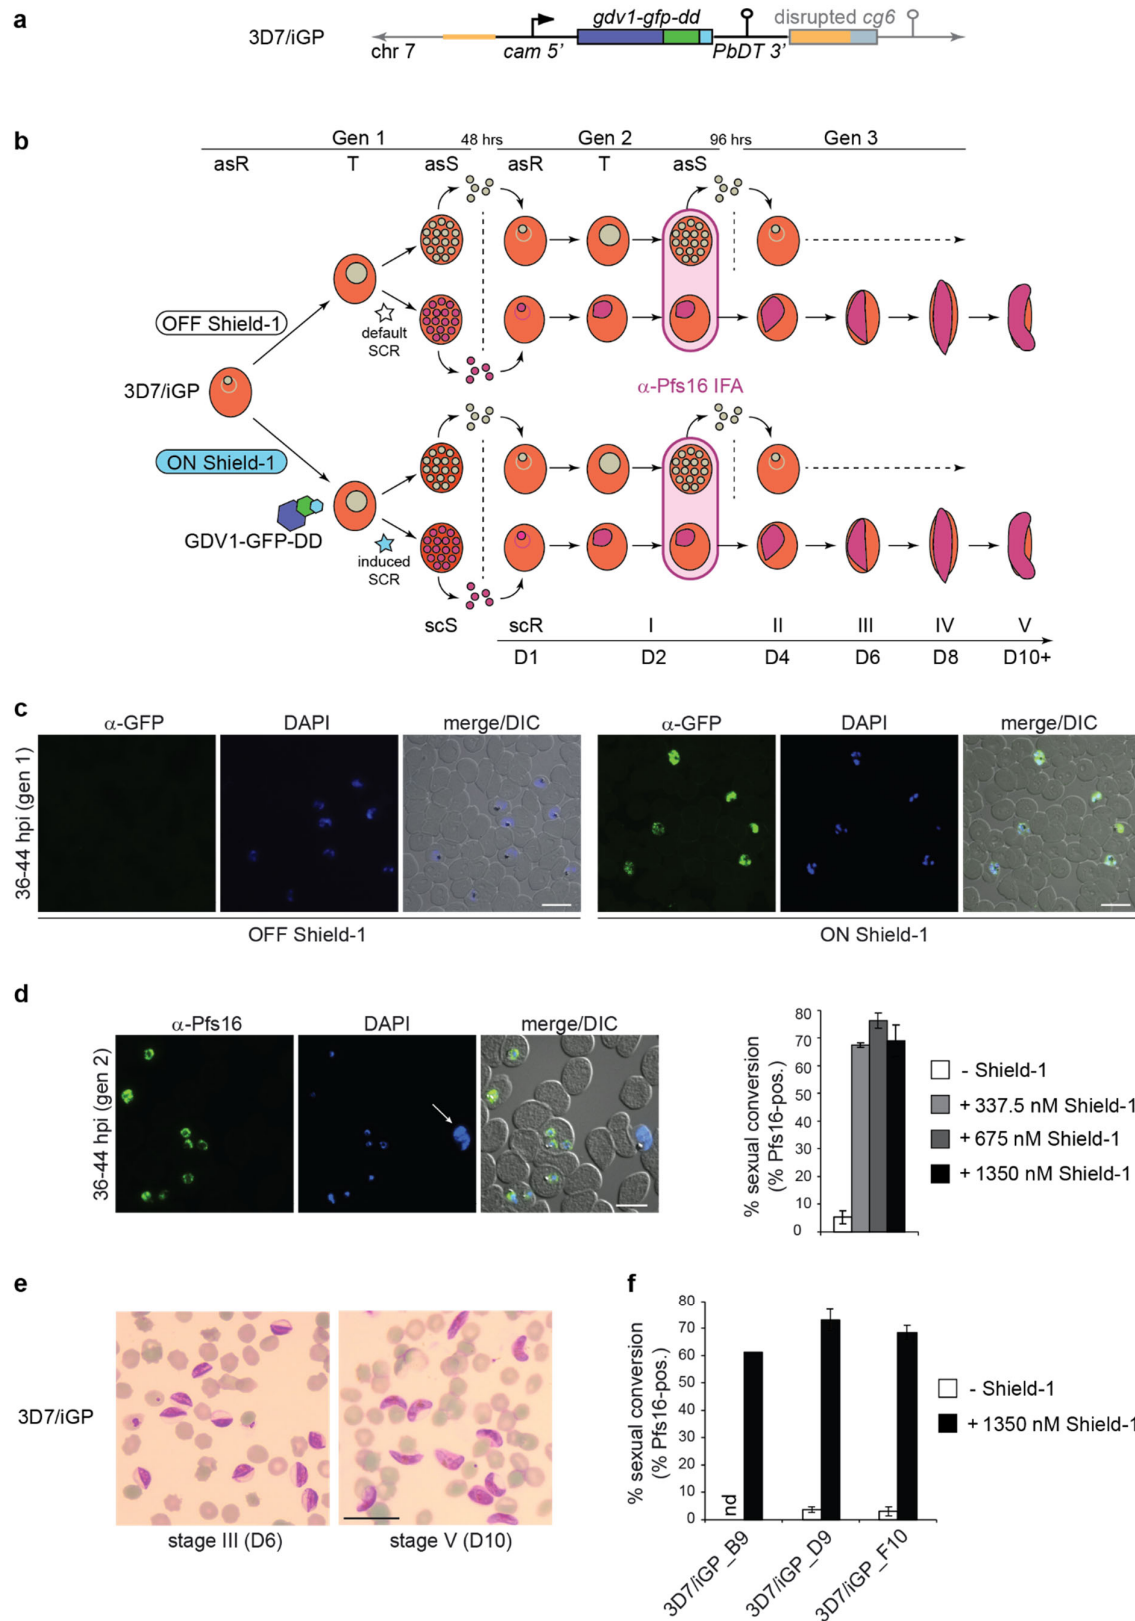 a
gdv1-gfp-dd
disrupted cg6
3D7/iGP
chr 7
cam 5’
PbDT 3’
b
Gen 1
48 hrs
Gen 2
96 hrs
Gen 3
asR
T
asS
asR
T
asS
OFF Shield-1
default
SCR
3D7/iGP
α-Pfs16 IFA
ON Shield-1
GDV1-GFP-DD
induced
SCR
scS
scR
I
II
III
IV
V
D1
D2
D4
D6
D8
D10+
c
α-GFP
DAPI
merge/DIC
α-GFP
DAPI
merge/DIC
36-44 hpi (gen 1)
OFF Shield-1
ON Shield-1
d
α-Pfs16
DAPI
merge/DIC
36-44 hpi (gen 2)
% sexual conversion
(% Pfs16-pos.)
80
70
60
50
40
30
20
10
0
- Shield-1
+ 337.5 nM Shield-1
+ 675 nM Shield-1
+ 1350 nM Shield-1
e
3D7/iGP
stage III (D6)
stage V (D10)
f
% sexual conversion
(% Pfs16-pos.)
80
70
60
50
40
30
20
10
0
nd
- Shield-1
+ 1350 nM Shield-1
3D7/iGP_B9
3D7/iGP_D9
3D7/iGP_F10